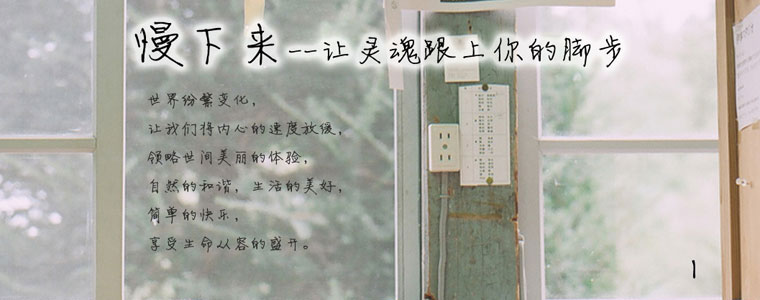 慢下来--让灵魂跟上你的脚步
世界纷繁变化，
让我们将内心的速度放缓，
领略世间美丽的体验，
自然的和谐，生活的美好，
简单的快乐，
享受生命从容的盛开。
1